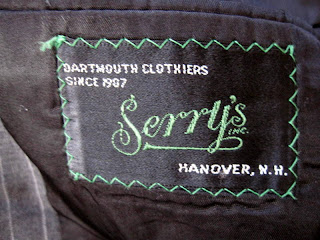 DARTMOUTH CLOTHIERS
SINCE 1987
Serry's
INC.
HANOVER, N.H.